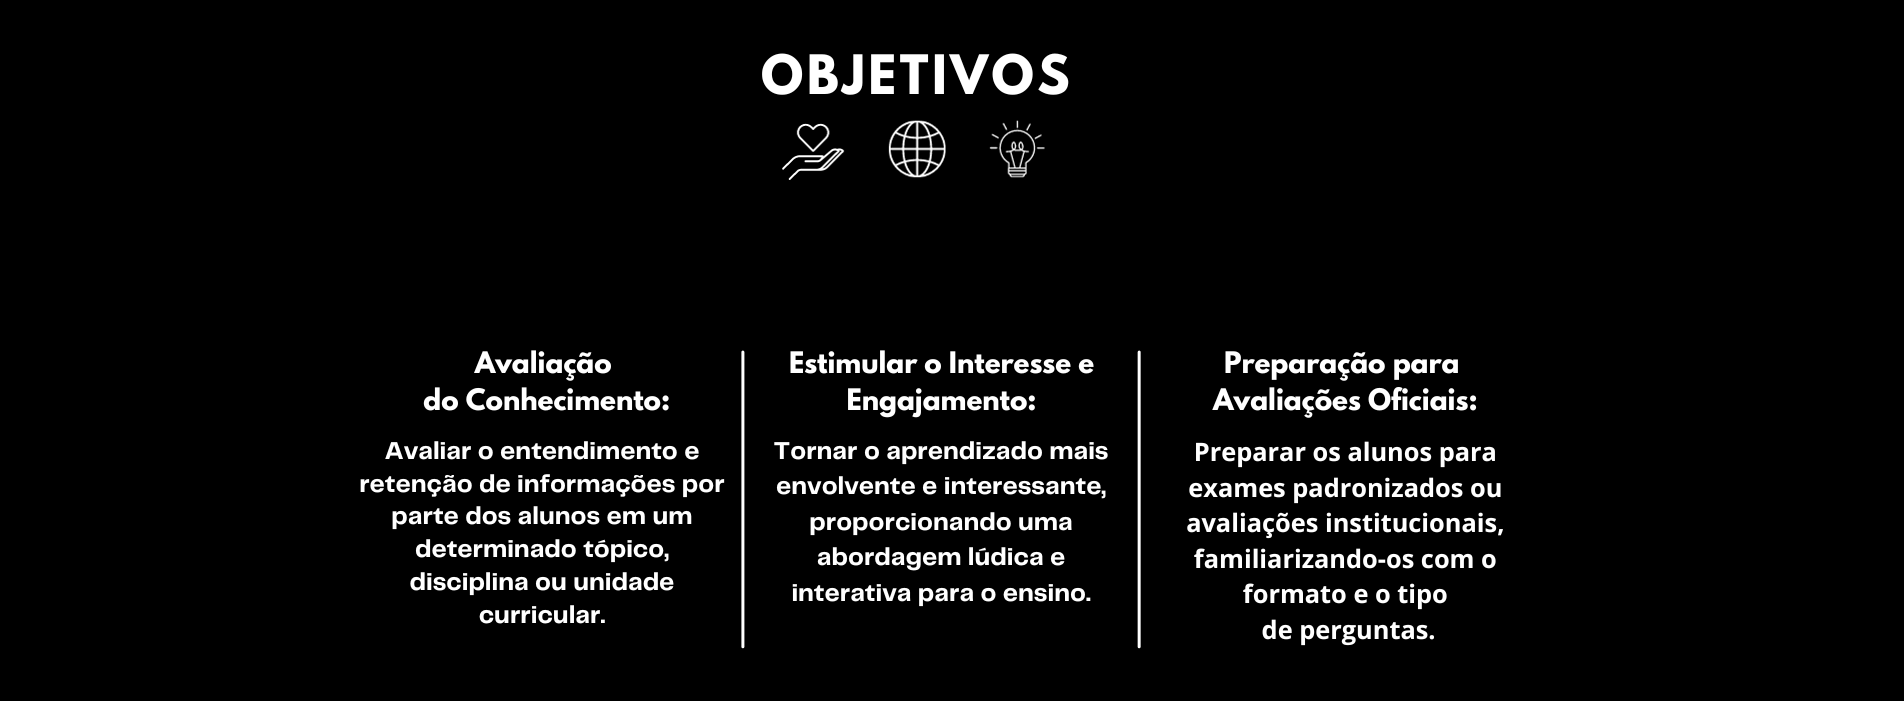 OBJETIVOS
Avaliação
do Conhecimento:
Avaliar o entendimento e
retenção de informações por
parte dos alunos em um
determinado tópico,
disciplina ou unidade
curricular.
Estimular o Interesse e
Engajamento:
Tornar o aprendizado mais
envolvente e interessante,
proporcionando uma
abordagem lúdica e
interativa para o ensino.
Preparação para
Avaliações Oficiais:
Preparar os alunos para
exames padronizados ou
avaliações institucionais,
familiarizando-os com o
formato e o tipo
de perguntas.